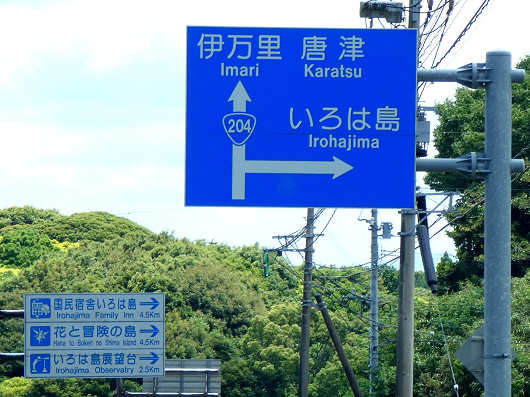 伊万里 唐津
Imari Karatsu
204
いろは島
Irohajima
国民宿舎いろは島
Irohajima Family Inn 4.5Km
花と冒険の島
Hana to Boken no Shima Island 4.5Km
いろは島展望台
Irohajima Observatory 2.5Km